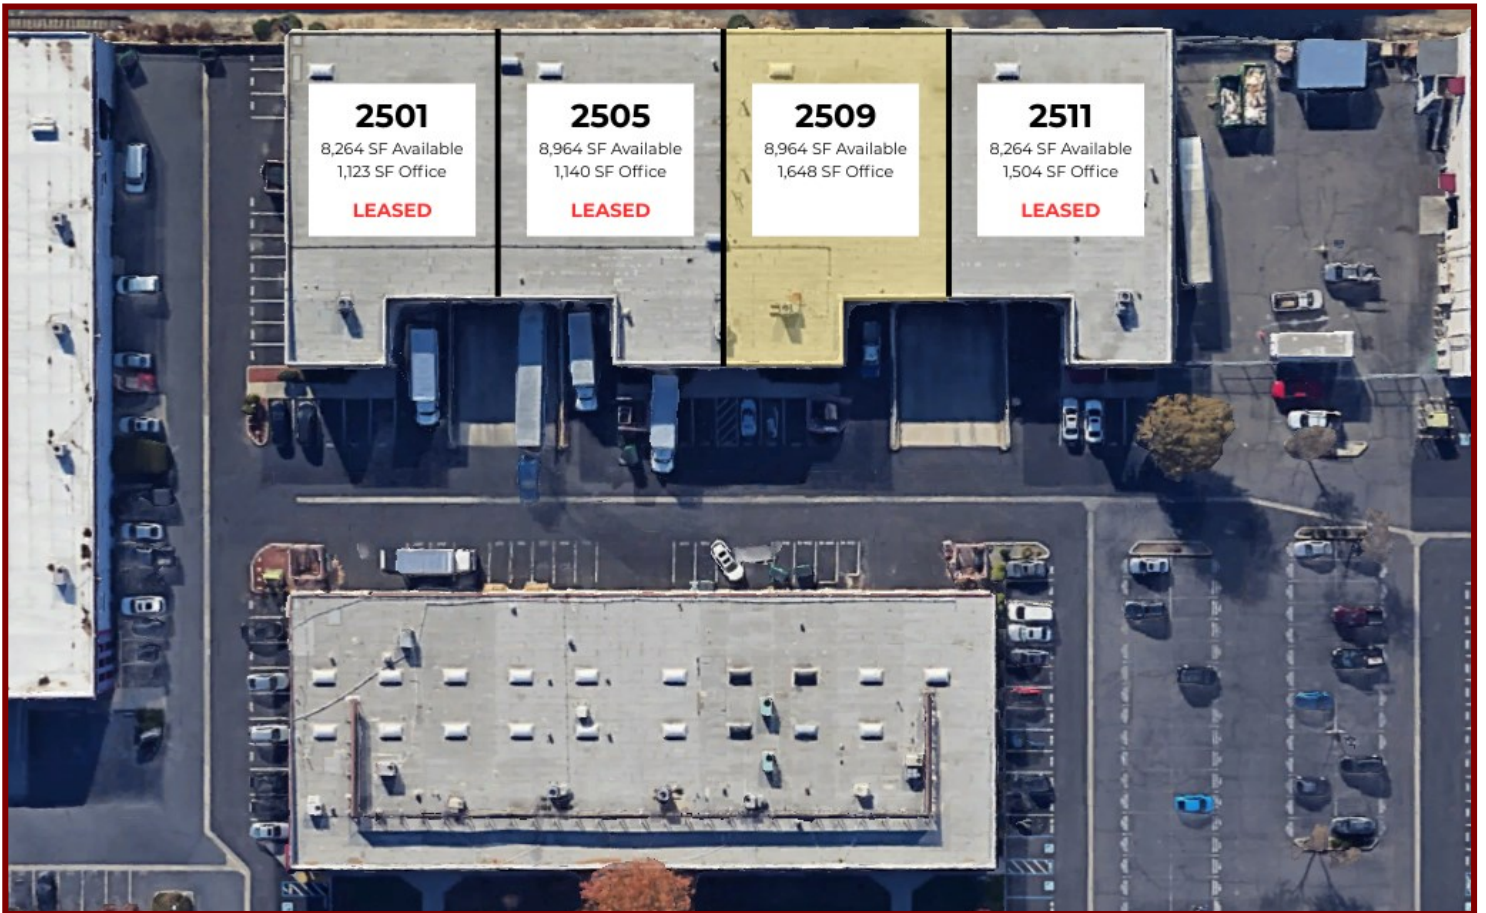 2501
8,264 SF Available
1,123 SF Office
LEASED
2505
8,964 SF Available
1,140 SF Office
LEASED
2509
8,964 SF Available
1,648 SF Office
2511
8,264 SF Available
1,504 SF Office
LEASED